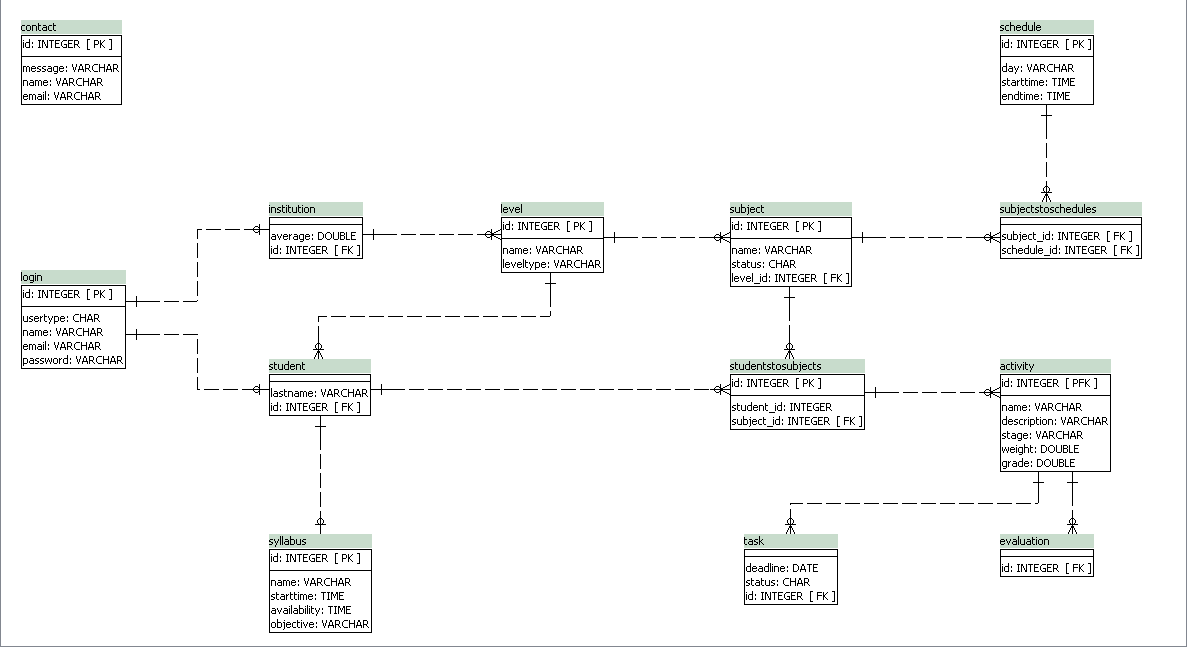 contact
id: INTEGER [ PK ]
message: VARCHAR
name: VARCHAR
email: VARCHAR
schedule
id: INTEGER [ PK ]
day: VARCHAR
starttime: TIME
endtime: TIME
institution
average: DOUBLE
id: INTEGER [ FK ]
level
id: INTEGER [ PK ]
name: VARCHAR
leveltype: VARCHAR
subject
id: INTEGER [ PK ]
name: VARCHAR
status: CHAR
level_id: INTEGER [ FK ]
subjectstoschedules
subject_id: INTEGER [ FK ]
schedule_id: INTEGER [ FK ]
login
id: INTEGER [ PK ]
usertype: CHAR
name: VARCHAR
email: VARCHAR
password: VARCHAR
student
lastname: VARCHAR
id: INTEGER [ FK ]
studentstosubjects
id: INTEGER [ PK ]
student_id: INTEGER
subject_id: INTEGER [ FK ]
activity
id: INTEGER [ PFK ]
name: VARCHAR
description: VARCHAR
stage: VARCHAR
weight: DOUBLE
grade: DOUBLE
syllabus
id: INTEGER [ PK ]
name: VARCHAR
starttime: TIME
availability: TIME
objective: VARCHAR
task
deadline: DATE
status: CHAR
id: INTEGER [ FK ]
evaluation
id: INTEGER [ FK ]